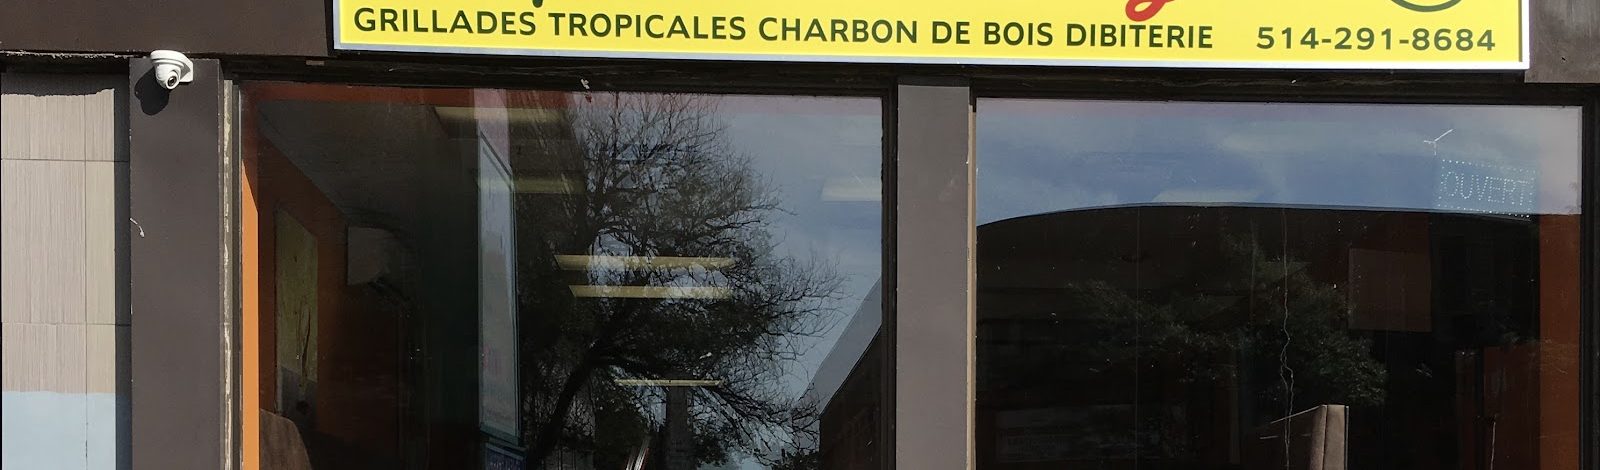 GRILLADES TROPICALES CHARBON DE BOIS DIBITERIE 514-291-8684
OUVERT